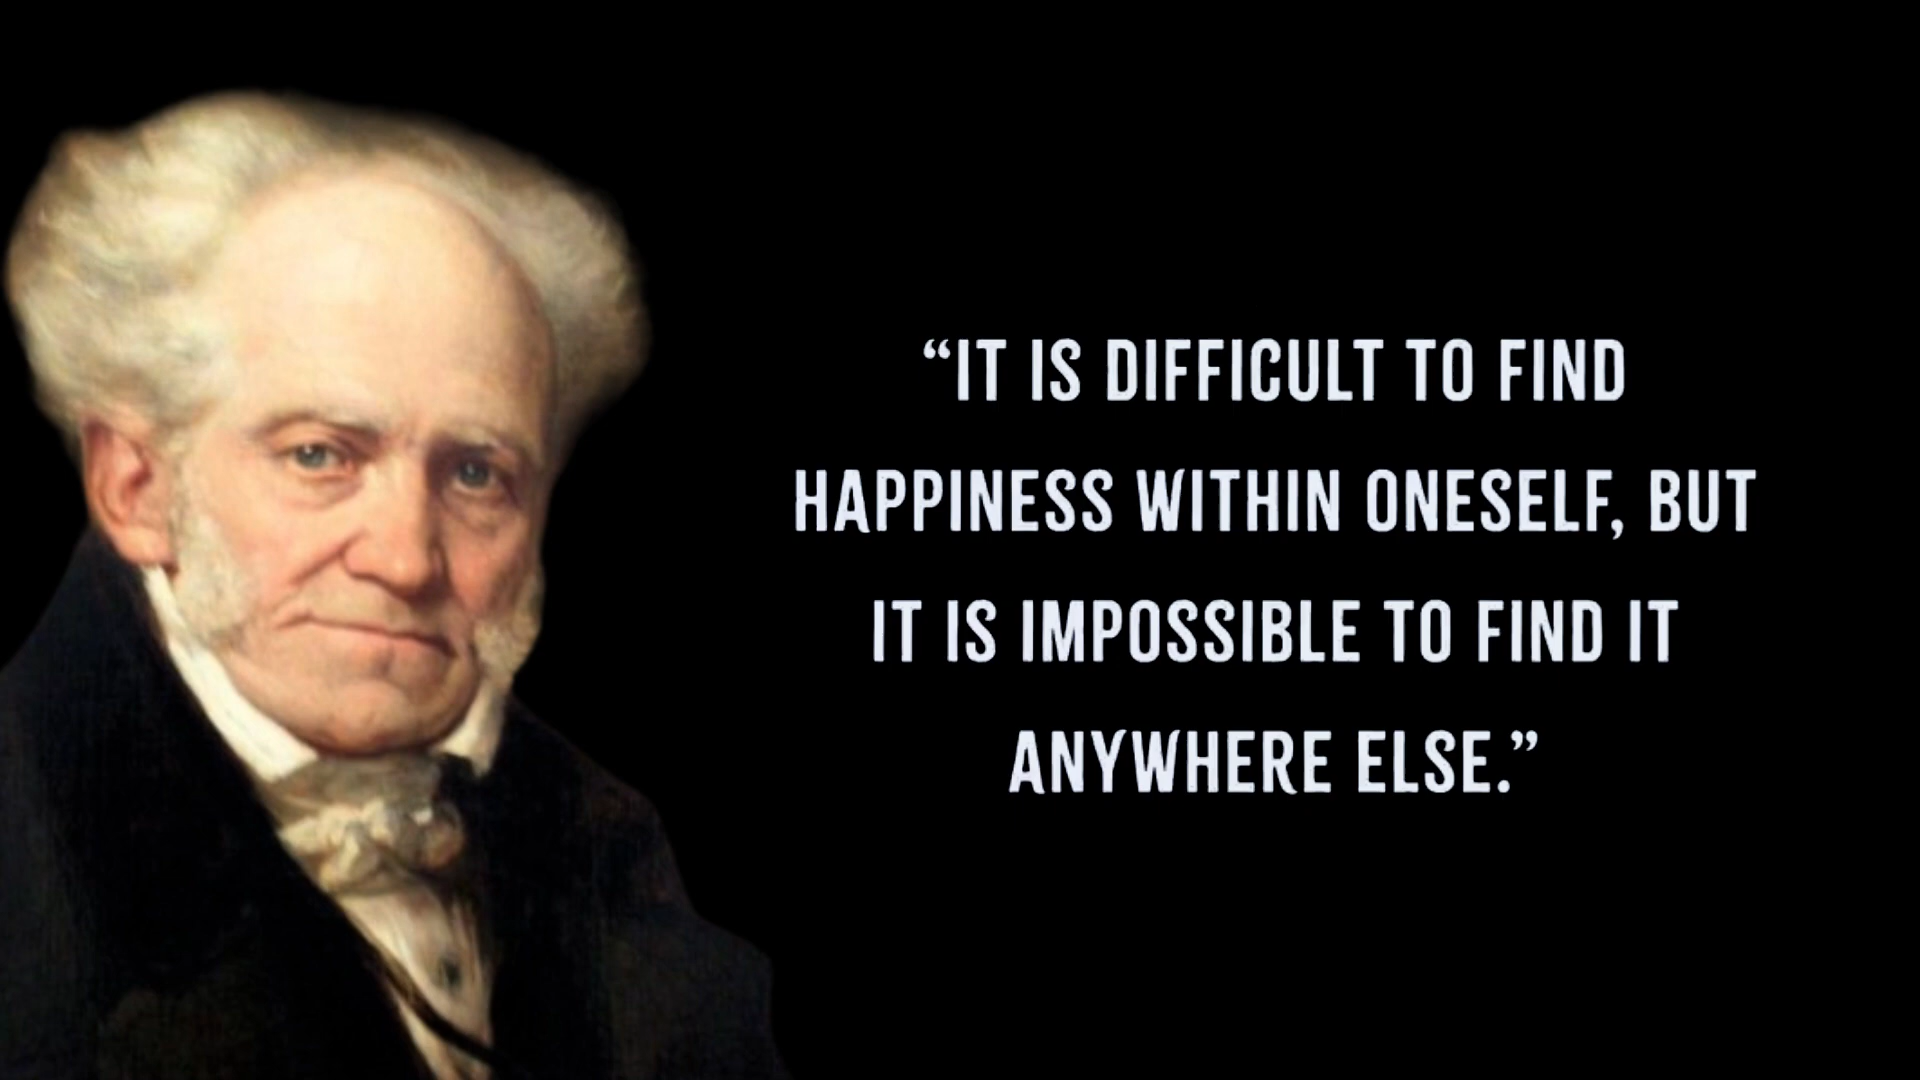 “IT IS DIFFICULT TO FIND
HAPPINESS WITHIN ONESELF, BUT
IT IS IMPOSSIBLE TO FIND IT
ANYWHERE ELSE.”